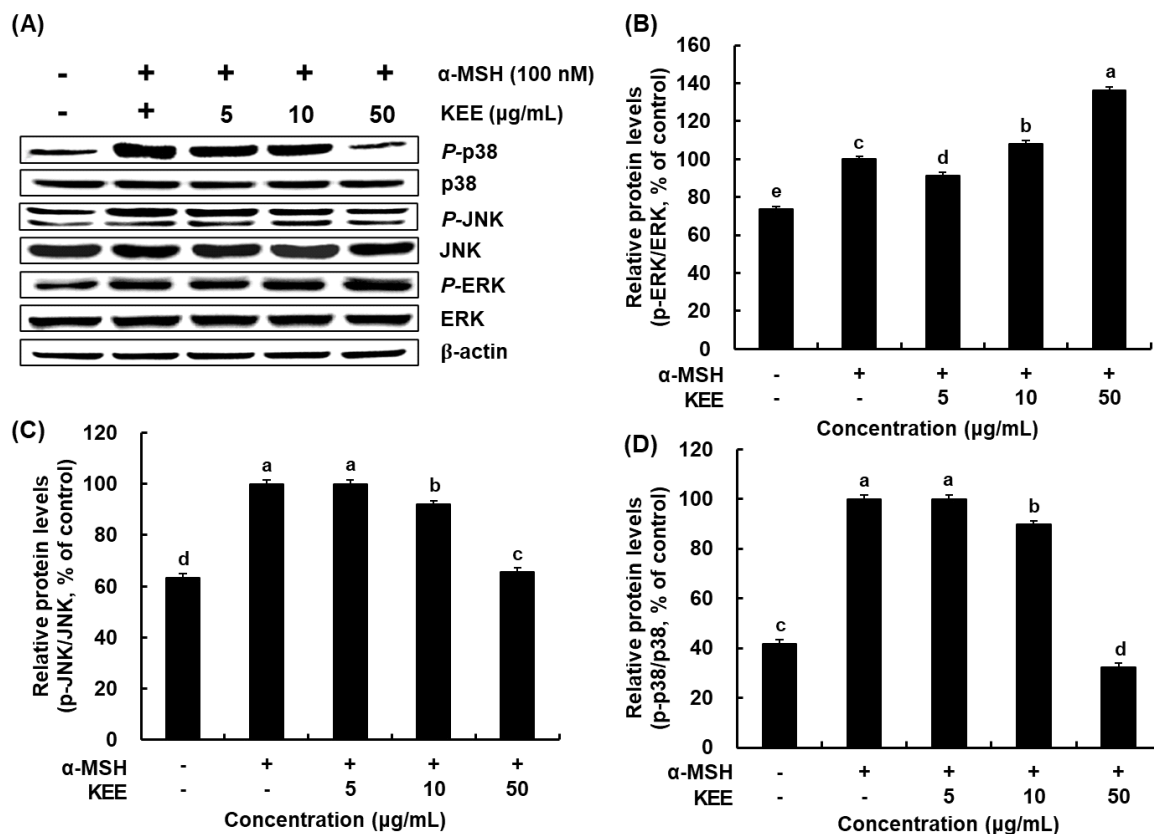 (A)
- + + + + α-MSH (100 nM)
- + 5 10 50 KEE (µg/mL)
P-p38
p38
P-JNK
JNK
P-ERK
ERK
β-actin
(B)
Relative protein levels
(p-ERK/ERK, % of control)
160
140
120
100
80
60
40
20
0
e c d b a
α-MSH - + + + +
KEE - - 5 10 50
Concentration (µg/mL)
(C)
Relative protein levels
(p-JNK/JNK, % of control)
120
100
80
60
40
20
0
d a a b c
α-MSH - + + + +
KEE - - 5 10 50
Concentration (µg/mL)
(D)
Relative protein levels
(p-p38/p38, % of control)
120
100
80
60
40
20
0
c a a b d
α-MSH - + + + +
KEE - - 5 10 50
Concentration (µg/mL)